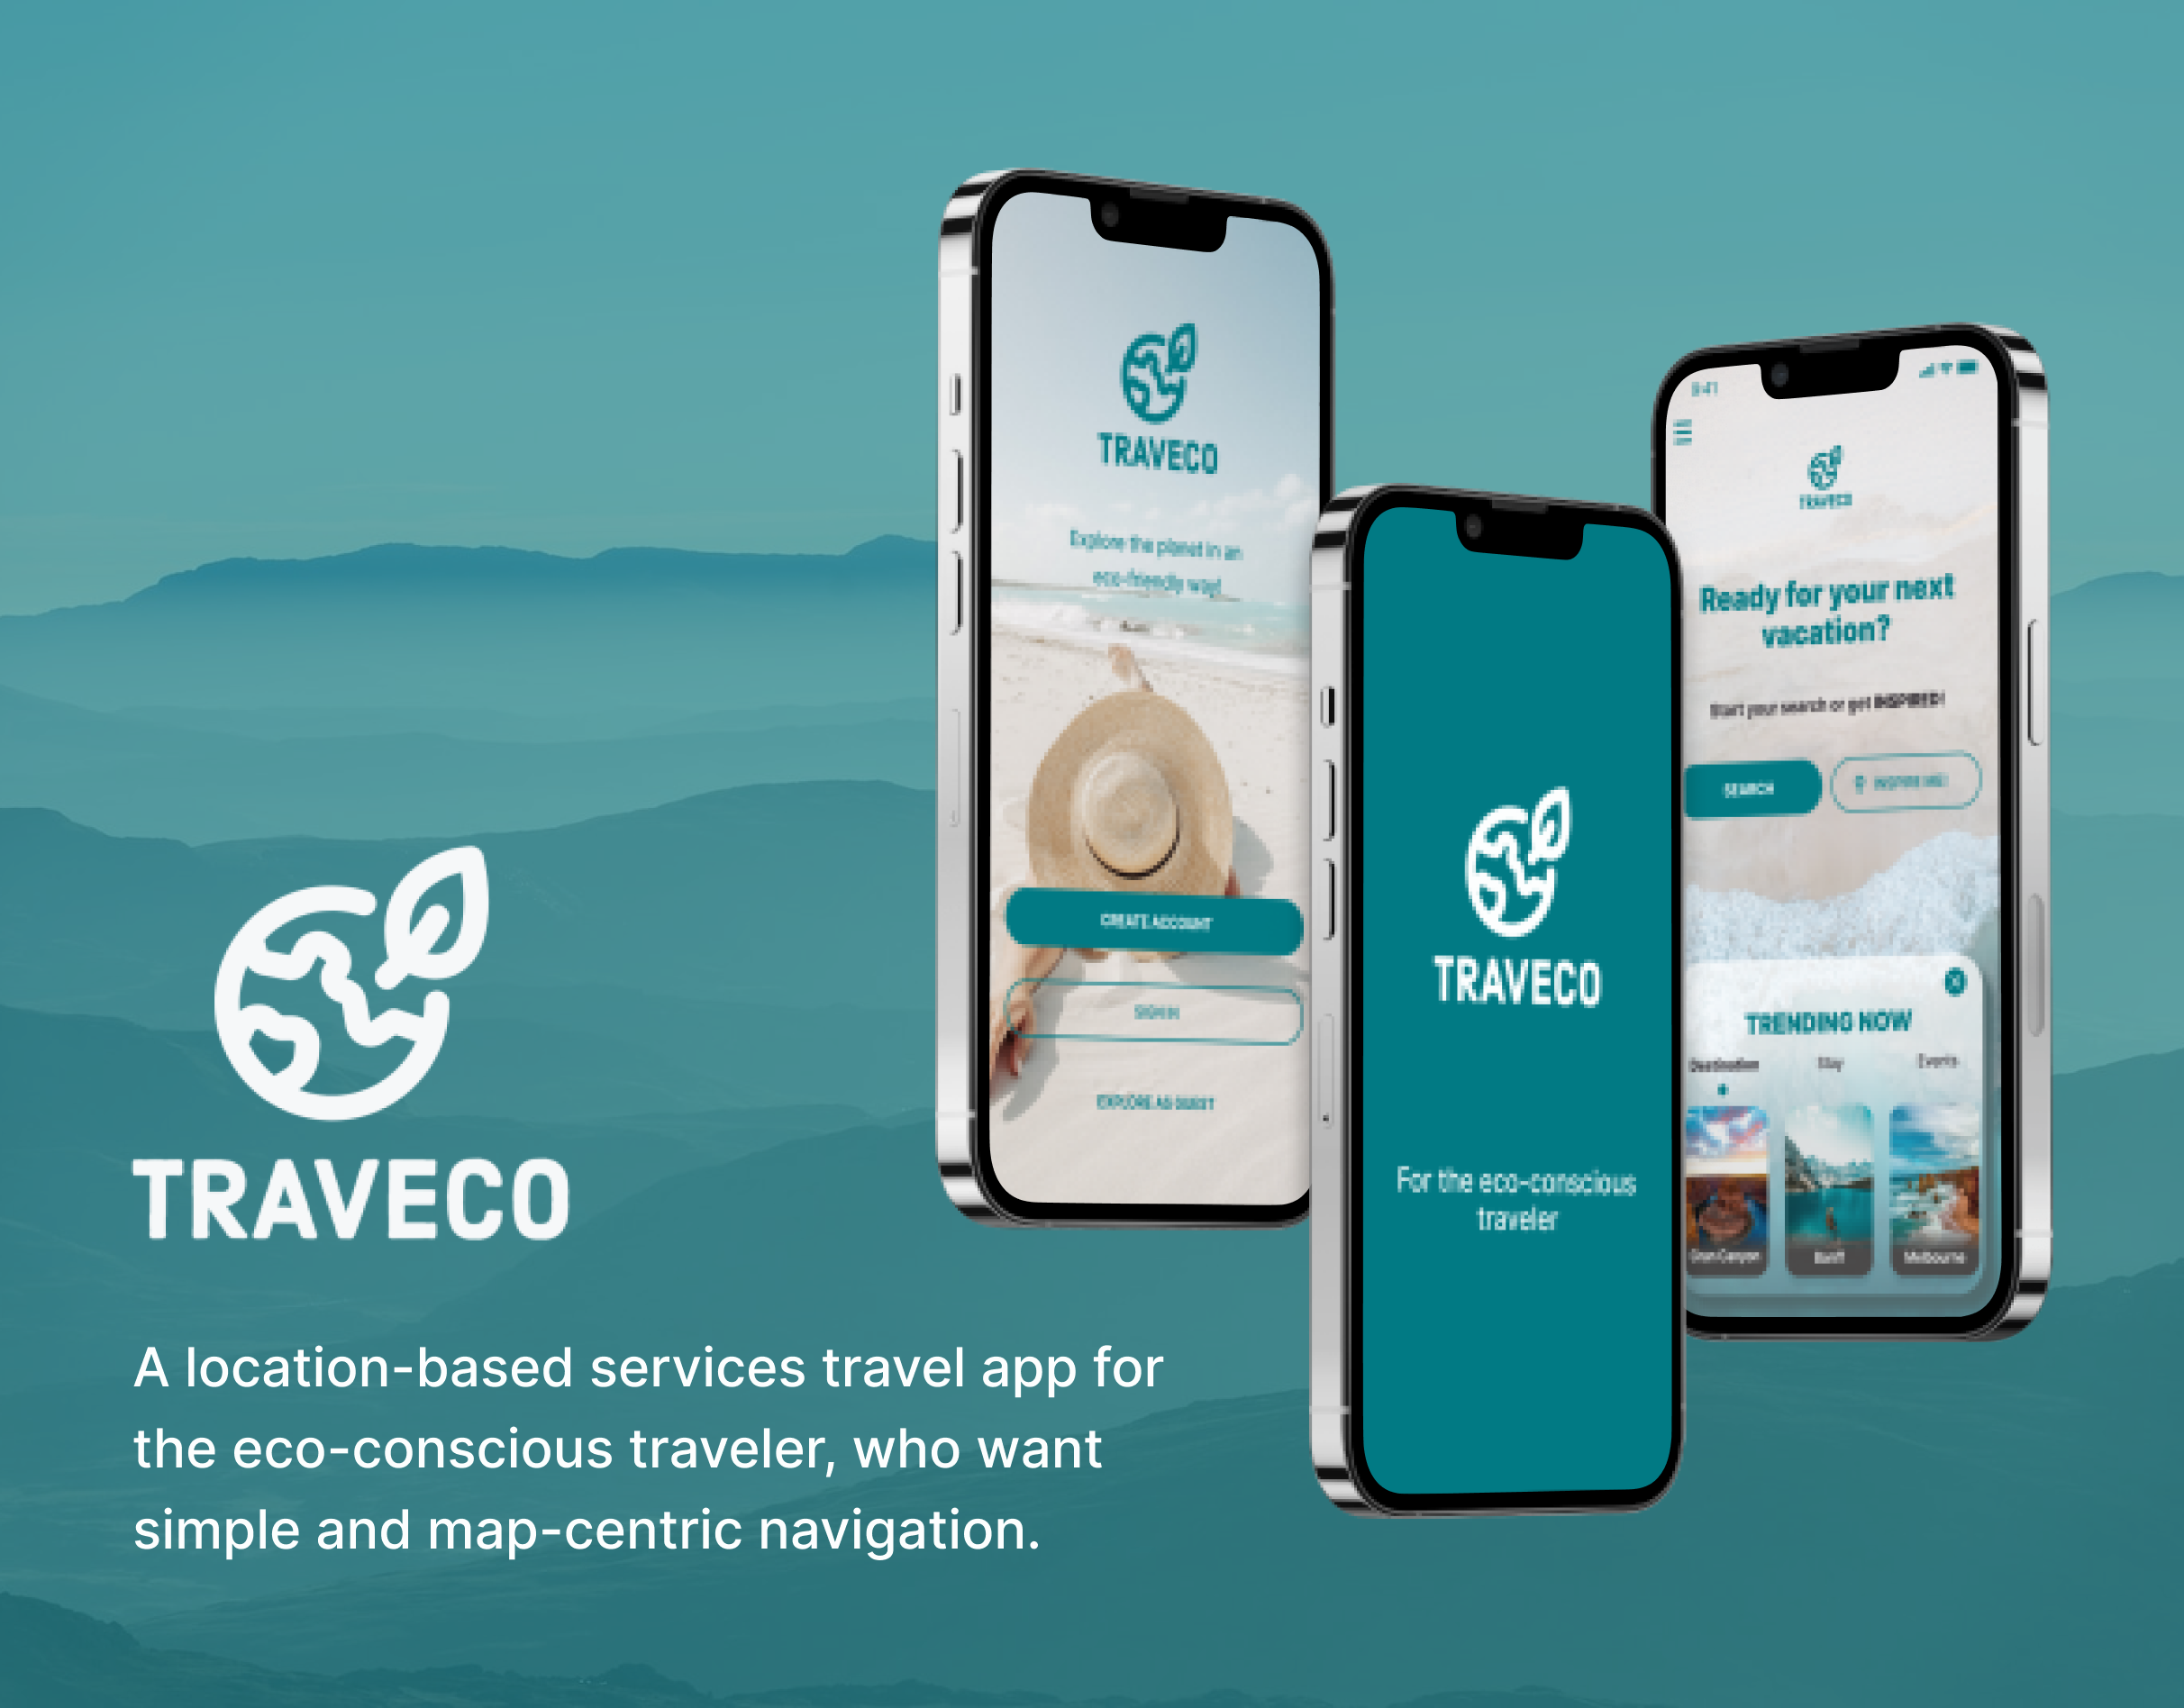 TRAVECO
A location-based services travel app for
the eco-conscious traveler, who want
simple and map-centric navigation.
TRAVECO
Explore the planet in an
eco-friendly way!
CREATE ACCOUNT
SIGN IN
EXPLORE AS GUEST
TRAVECO
For the eco-conscious
traveler
9:41
TRAVECO
Ready for your next
vacation?
Start your search or get INSPIRED!
SEARCH INSPIRE ME!
TRENDING NOW
Destination Stay Events
Banff Melbourne